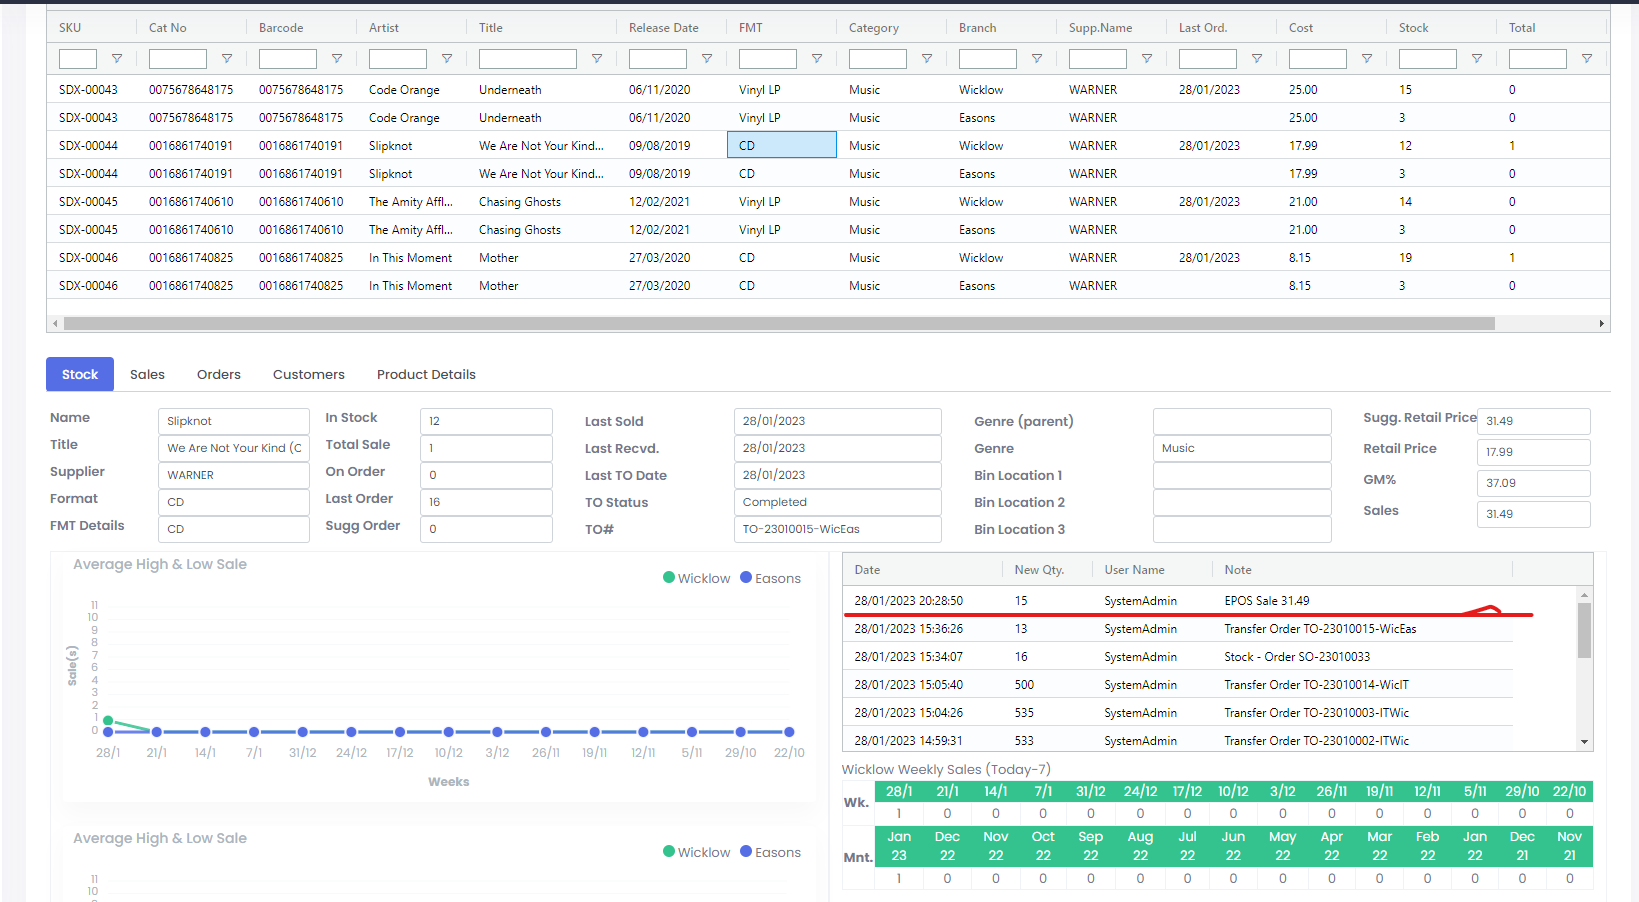 SKU Cat No Barcode Artist Title Release Date FMT Category Branch Supp.Name Last Ord. Cost Stock Total
SDX-00043 0075678648175 0075678648175 Code Orange Underneath 06/11/2020 Vinyl LP Music Wicklow WARNER 28/01/2023 25.00 15 0
SDX-00043 0075678648175 0075678648175 Code Orange Underneath 06/11/2020 Vinyl LP Music Easons WARNER 25.00 3 0
SDX-00044 0016861740191 0016861740191 Slipknot We Are Not Your Kind... 09/08/2019 CD Music Wicklow WARNER 28/01/2023 17.99 12 1
SDX-00044 0016861740191 0016861740191 Slipknot We Are Not Your Kind... 09/08/2019 CD Music Easons WARNER 17.99 3 0
SDX-00045 0016861740610 0016861740610 The Amity Affl... Chasing Ghosts 12/02/2021 Vinyl LP Music Wicklow WARNER 28/01/2023 21.00 14 0
SDX-00045 0016861740610 0016861740610 The Amity Affl... Chasing Ghosts 12/02/2021 Vinyl LP Music Easons WARNER 21.00 3 0
SDX-00046 0016861740825 0016861740825 In This Moment Mother 27/03/2020 CD Music Wicklow WARNER 28/01/2023 8.15 19 1
SDX-00046 0016861740825 0016861740825 In This Moment Mother 27/03/2020 CD Music Easons WARNER 8.15 3 0
Stock Sales Orders Customers Product Details
Name Slipknot In Stock 12 Last Sold 28/01/2023 Genre (parent) Sugg. Retail Price 31.49
Title We Are Not Your Kind (C Total Sale 1 Last Recvd. 28/01/2023 Genre Music Retail Price 17.99
Supplier WARNER On Order 0 Last TO Date 28/01/2023 Bin Location 1 GM% 37.09
Format CD Last Order 16 TO Status Completed Bin Location 2 Sales 31.49
FMT Details CD Sugg Order 0 TO# TO-23010015-WicEas Bin Location 3
Average High & Low Sale
Wicklow Easons
11
10
9
8
7
6
4
3
2
1
0
Sale(s)
28/1 21/1 14/1 7/1 31/12 24/12 17/12 10/12 3/12 26/11 19/11 12/11 5/11 29/10 22/10
Weeks
Average High & Low Sale
Wicklow Easons
11
10
9
Date New Qty. User Name Note
28/01/2023 20:28:50 15 SystemAdmin EPOS Sale 31.49
28/01/2023 15:36:26 13 SystemAdmin Transfer Order TO-23010015-WicEas
28/01/2023 15:34:07 16 SystemAdmin Stock - Order SO-23010033
28/01/2023 15:05:40 500 SystemAdmin Transfer Order TO-23010014-WicIT
28/01/2023 15:04:26 535 SystemAdmin Transfer Order TO-23010003-ITWic
28/01/2023 14:59:31 533 SystemAdmin Transfer Order TO-23010002-ITWic
Wicklow Weekly Sales (Today-7)
Wk. 28/1 21/1 14/1 7/1 31/12 24/12 17/12 10/12 3/12 26/11 19/11 12/11 5/11 29/10 22/10
1 0 0 0 0 0 0 0 0 0 0 0 0 0 0
Mnt. Jan Dec Nov Oct Sep Aug Jul Jun May Apr Mar Feb Jan Dec Nov
23 22 22 22 22 22 22 22 22 22 22 22 22 21 21
1 0 0 0 0 0 0 0 0 0 0 0 0 0 0